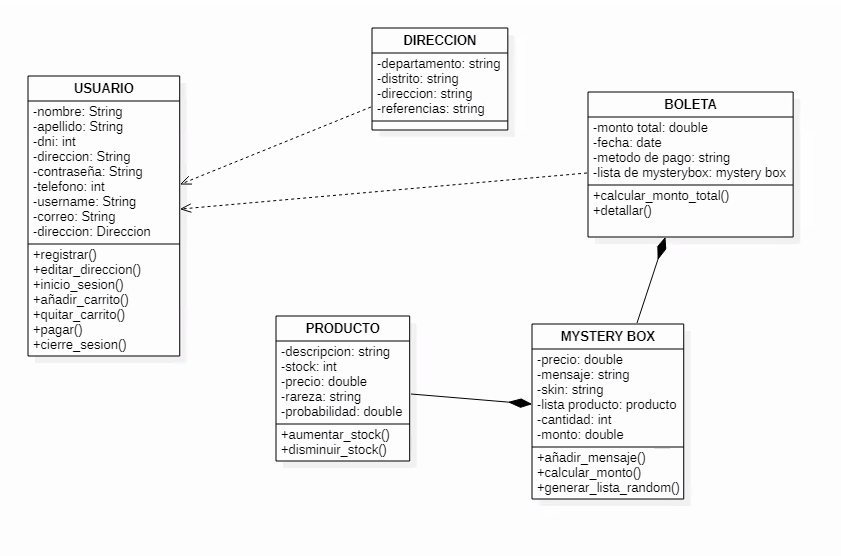 DIRECCION
-departamento: string
-distrito: string
-direccion: string
-referencias: string
USUARIO
-nombre: String
-apellido: String
-dni: int
-direccion: String
-contraseña: String
-telefono: int
-username: String
-correo: String
-direccion: Direccion
+registrar()
+editar_direccion()
+inicio_sesion()
+añadir_carrito()
+quitar_carrito()
+pagar()
+cierre_sesion()
BOLETA
-monto total: double
-fecha: date
-metodo de pago: string
-lista de mysterybox: mystery box
+calcular_monto_total()
+detallar()
PRODUCTO
-descripcion: string
-stock: int
-precio: double
-rareza: string
-probabilidad: double
+aumentar_stock()
+disminuir_stock()
MYSTERY BOX
-precio: double
-mensaje: string
-skin: string
-lista producto: producto
-cantidad: int
-monto: double
+añadir_mensaje()
+calcular_monto()
+generar_lista_random()